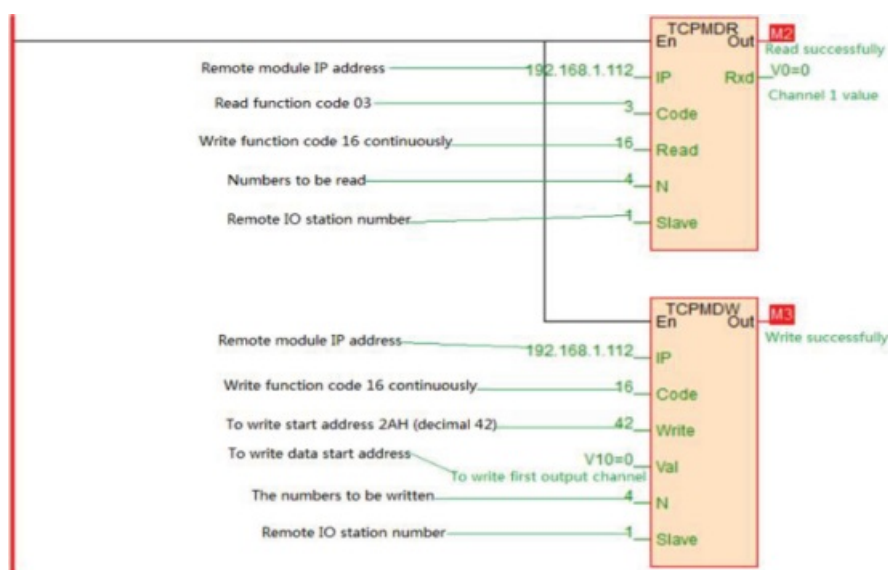 TCPMDR
En Out M2
Read successfully
Remote module IP address 192.168.1.112 IP Rxd V0=0
Channel 1 value
Read function code 03 3 Code
Write function code 16 continuously 16 Read
Numbers to be read 4 N
Remote IO station number 1 Slave
TCPMDW
En Out M3
Write successfully
Remote module IP address 192.168.1.112 IP
Write function code 16 continuously 16 Code
To write start address 2AH (decimal 42) 42 Write
To write data start address V10=0 Val
To write first output channel
The numbers to be written 4 N
Remote IO station number 1 Slave